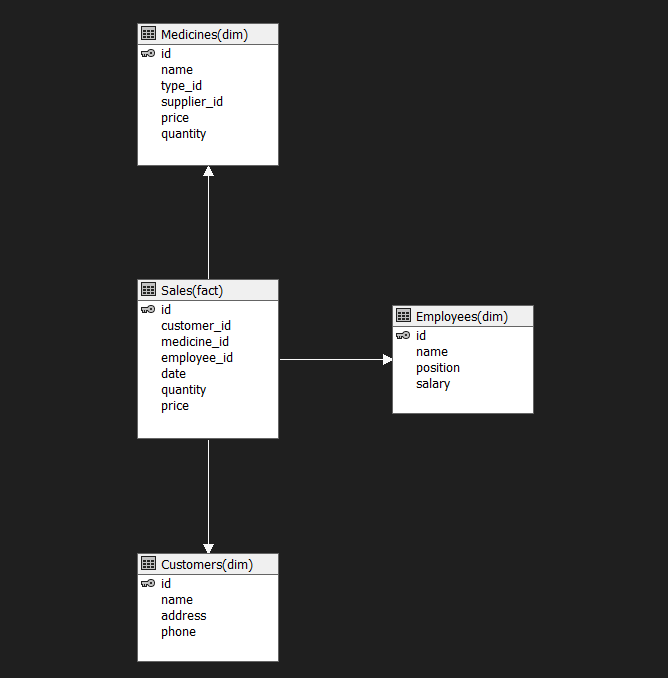 Medicines(dim)
id
name
type_id
supplier_id
price
quantity
Sales(fact)
id
customer_id
medicine_id
employee_id
date
quantity
price
Employees(dim)
id
name
position
salary
Customers(dim)
id
name
address
phone